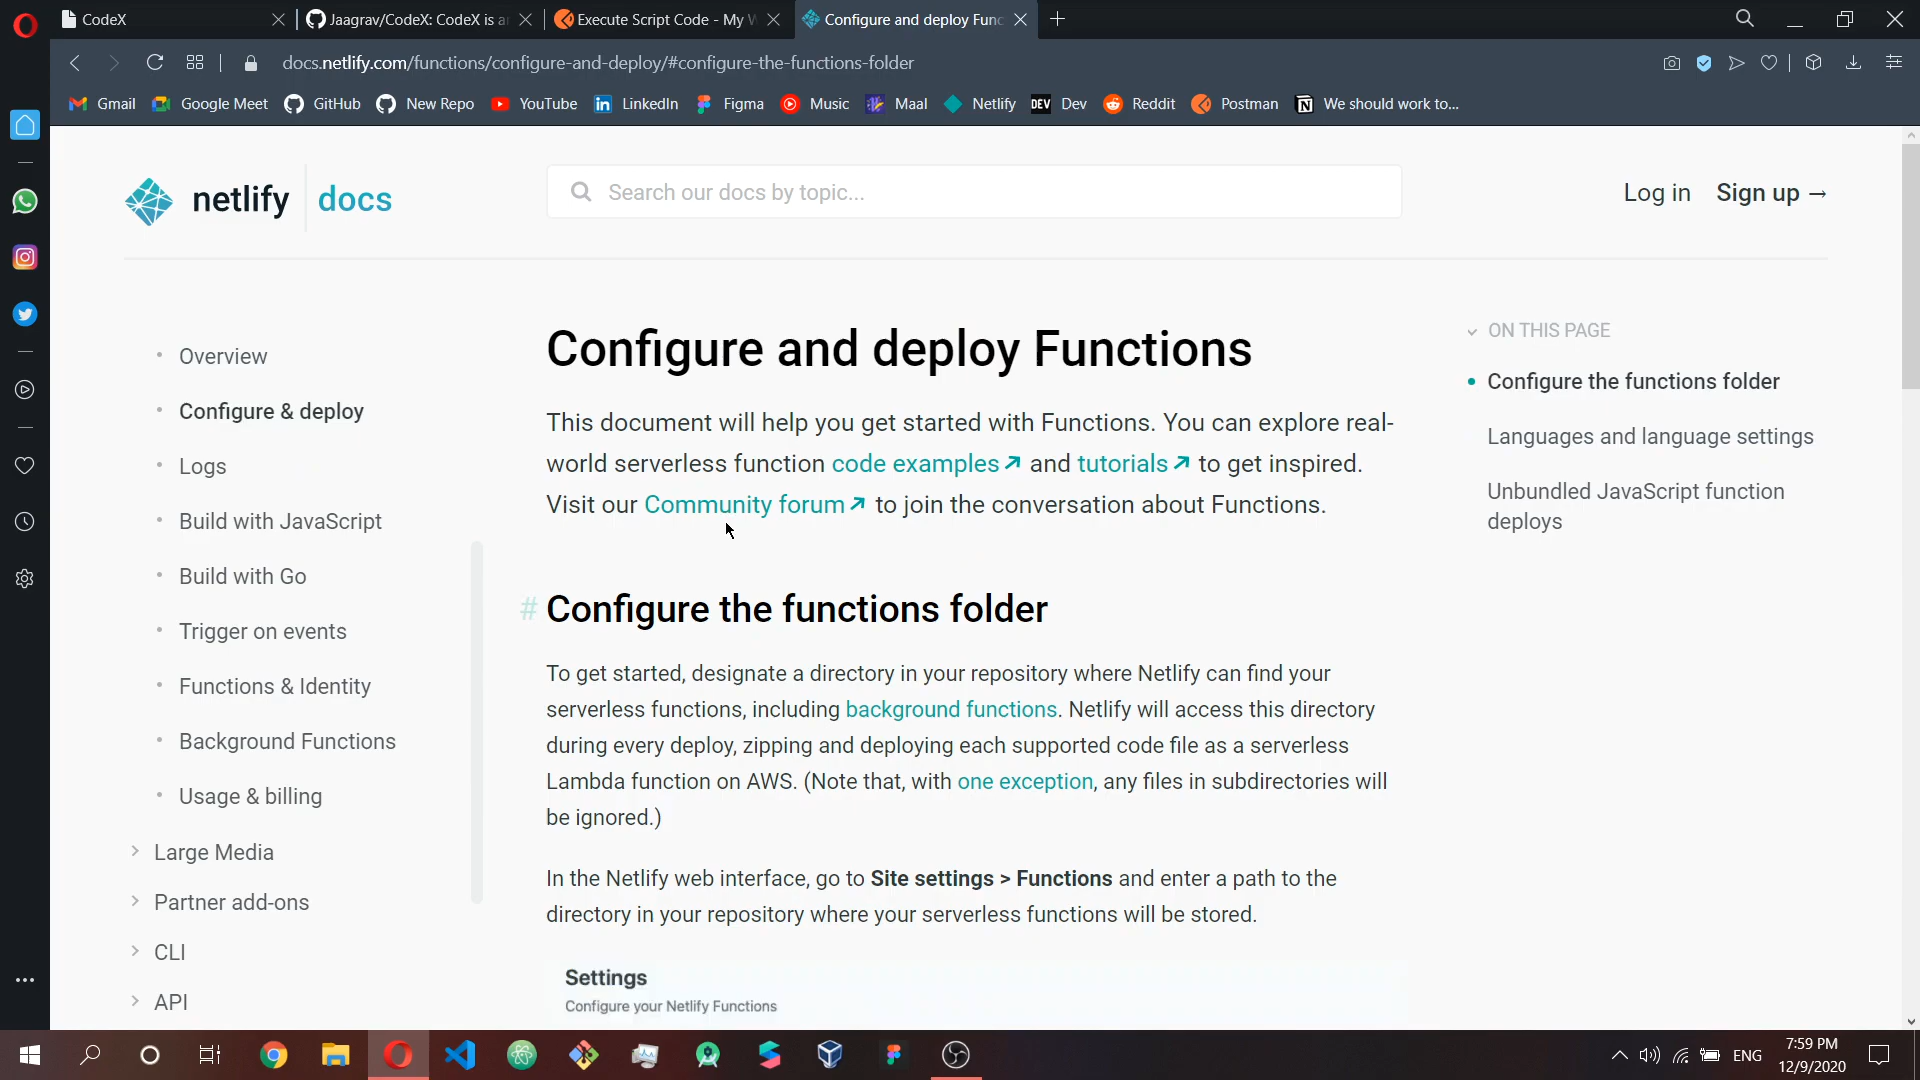 CodeX
Jaagrav/CodeX: CodeX is a
Execute Script Code - My W
Configure and deploy Func
docs.netlify.com/functions/configure-and-deploy/#configure-the-functions-folder
Gmail
Google Meet
GitHub
New Repo
YouTube
LinkedIn
Figma
Music
Maal
Netlify
DEV Dev
Reddit
Postman
We should work to...
netlify docs
Search our docs by topic...
Log in
Sign up →
Overview
Configure & deploy
Logs
Build with JavaScript
Build with Go
Trigger on events
Functions & Identity
Background Functions
Usage & billing
Large Media
Partner add-ons
CLI
API
Configure and deploy Functions
This document will help you get started with Functions. You can explore real-
world serverless function code examples and tutorials to get inspired.
Visit our Community forum to join the conversation about Functions.
# Configure the functions folder
To get started, designate a directory in your repository where Netlify can find your
serverless functions, including background functions. Netlify will access this directory
during every deploy, zipping and deploying each supported code file as a serverless
Lambda function on AWS. (Note that, with one exception, any files in subdirectories will
be ignored.)
In the Netlify web interface, go to Site settings > Functions and enter a path to the
directory in your repository where your serverless functions will be stored.
Settings
Configure your Netlify Functions
ON THIS PAGE
Configure the functions folder
Languages and language settings
Unbundled JavaScript function
deploys
ENG
7:59 PM
12/9/2020